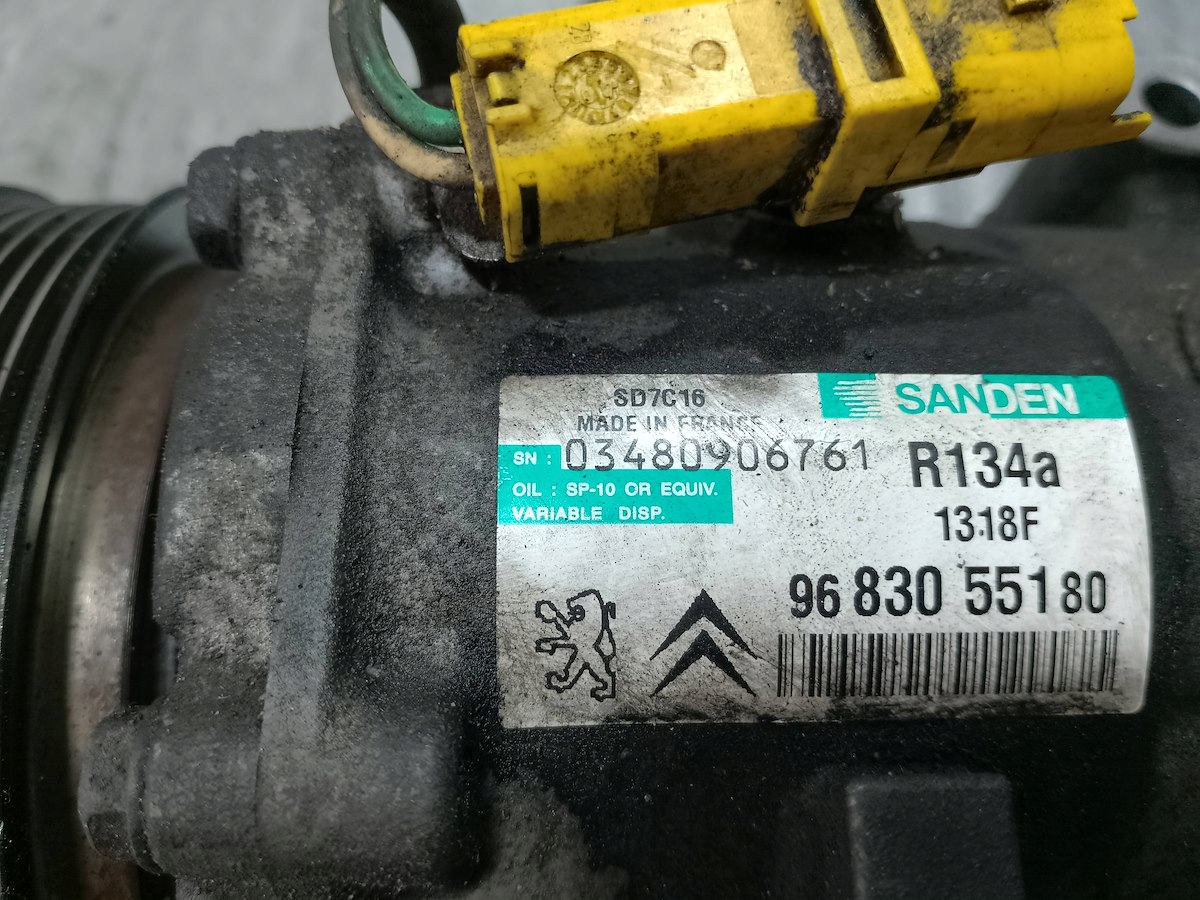 SD7C16
MADE IN FRANCE
SANDEN
SN : 03480906761
R134a
OIL : SP-10 OR EQUIV.
VARIABLE DISP.
1318F
96 830 551 80